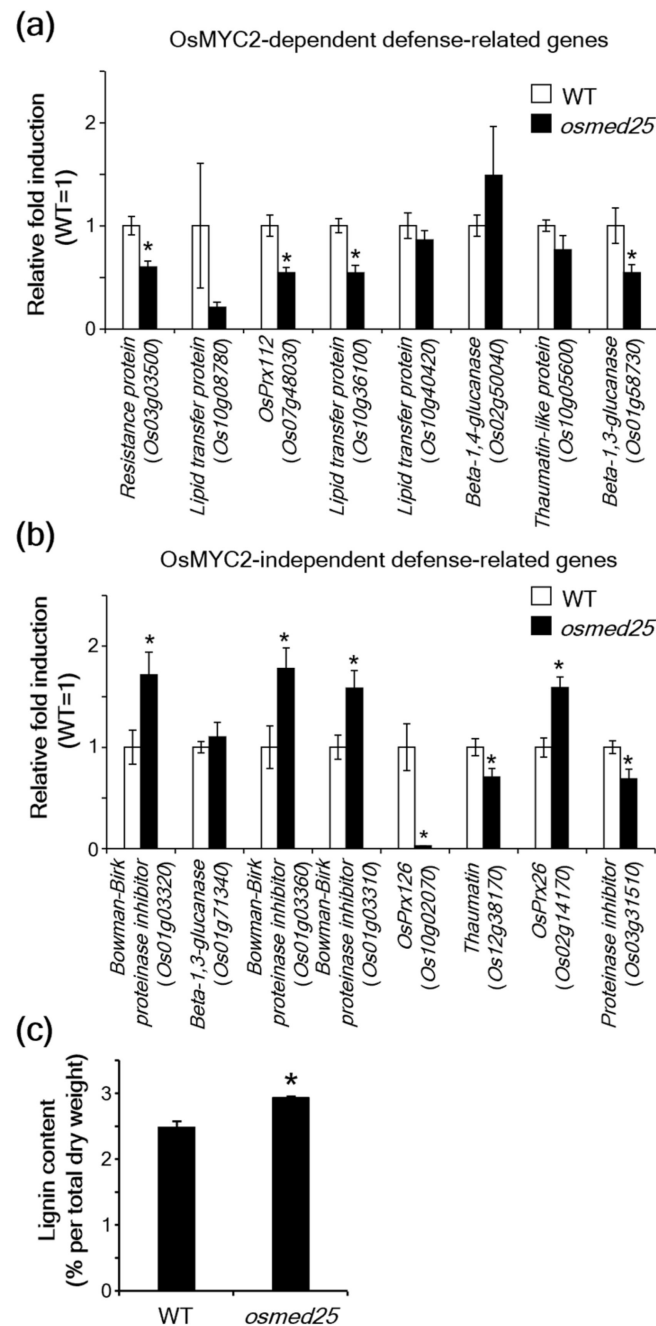 (a)
OsMYC2-dependent defense-related genes
WT
osmed25
Relative fold induction
(WT=1)
2
1
0
*
*
*
*
Resistance protein
(Os03g03500)
Lipid transfer protein
(Os10g08780)
OsPrx112
(Os07g48030)
Lipid transfer protein
(Os10g36100)
Lipid transfer protein
(Os10g40420)
Beta-1,4-glucanase
(Os02g50040)
Thaumatin-like protein
(Os10g05600)
Beta-1,3-glucanase
(Os01g58730)
(b)
OsMYC2-independent defense-related genes
WT
osmed25
Relative fold induction
(WT=1)
2
1
0
*
*
*
*
*
*
*
Bowman-Birk
proteinase inhibitor
(Os01g03320)
Beta-1,3-glucanase
(Os01g71340)
Bowman-Birk
proteinase inhibitor
(Os01g03360)
Bowman-Birk
proteinase inhibitor
(Os01g03310)
OsPrx126
(Os10g02070)
Thaumatin
(Os12g38170)
OsPrx26
(Os02g14170)
Proteinase inhibitor
(Os03g31510)
(c)
Lignin content
(% per total dry weight)
3
2
1
0
*
WT
osmed25